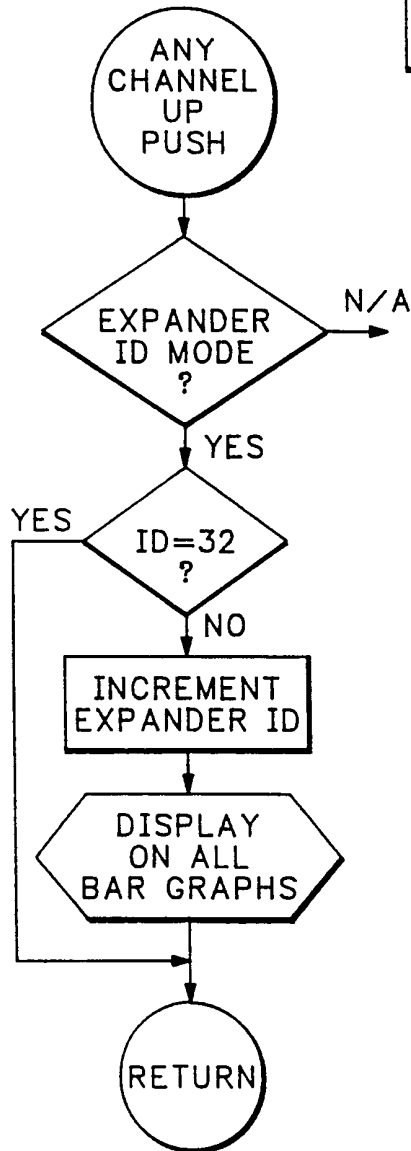 ANY
CHANNEL
UP
PUSH
N/A
EXPANDER
ID MODE
?
YES
YES
ID=32
?
NO
INCREMENT
EXPANDER ID
DISPLAY
ON ALL
BAR GRAPHS
RETURN